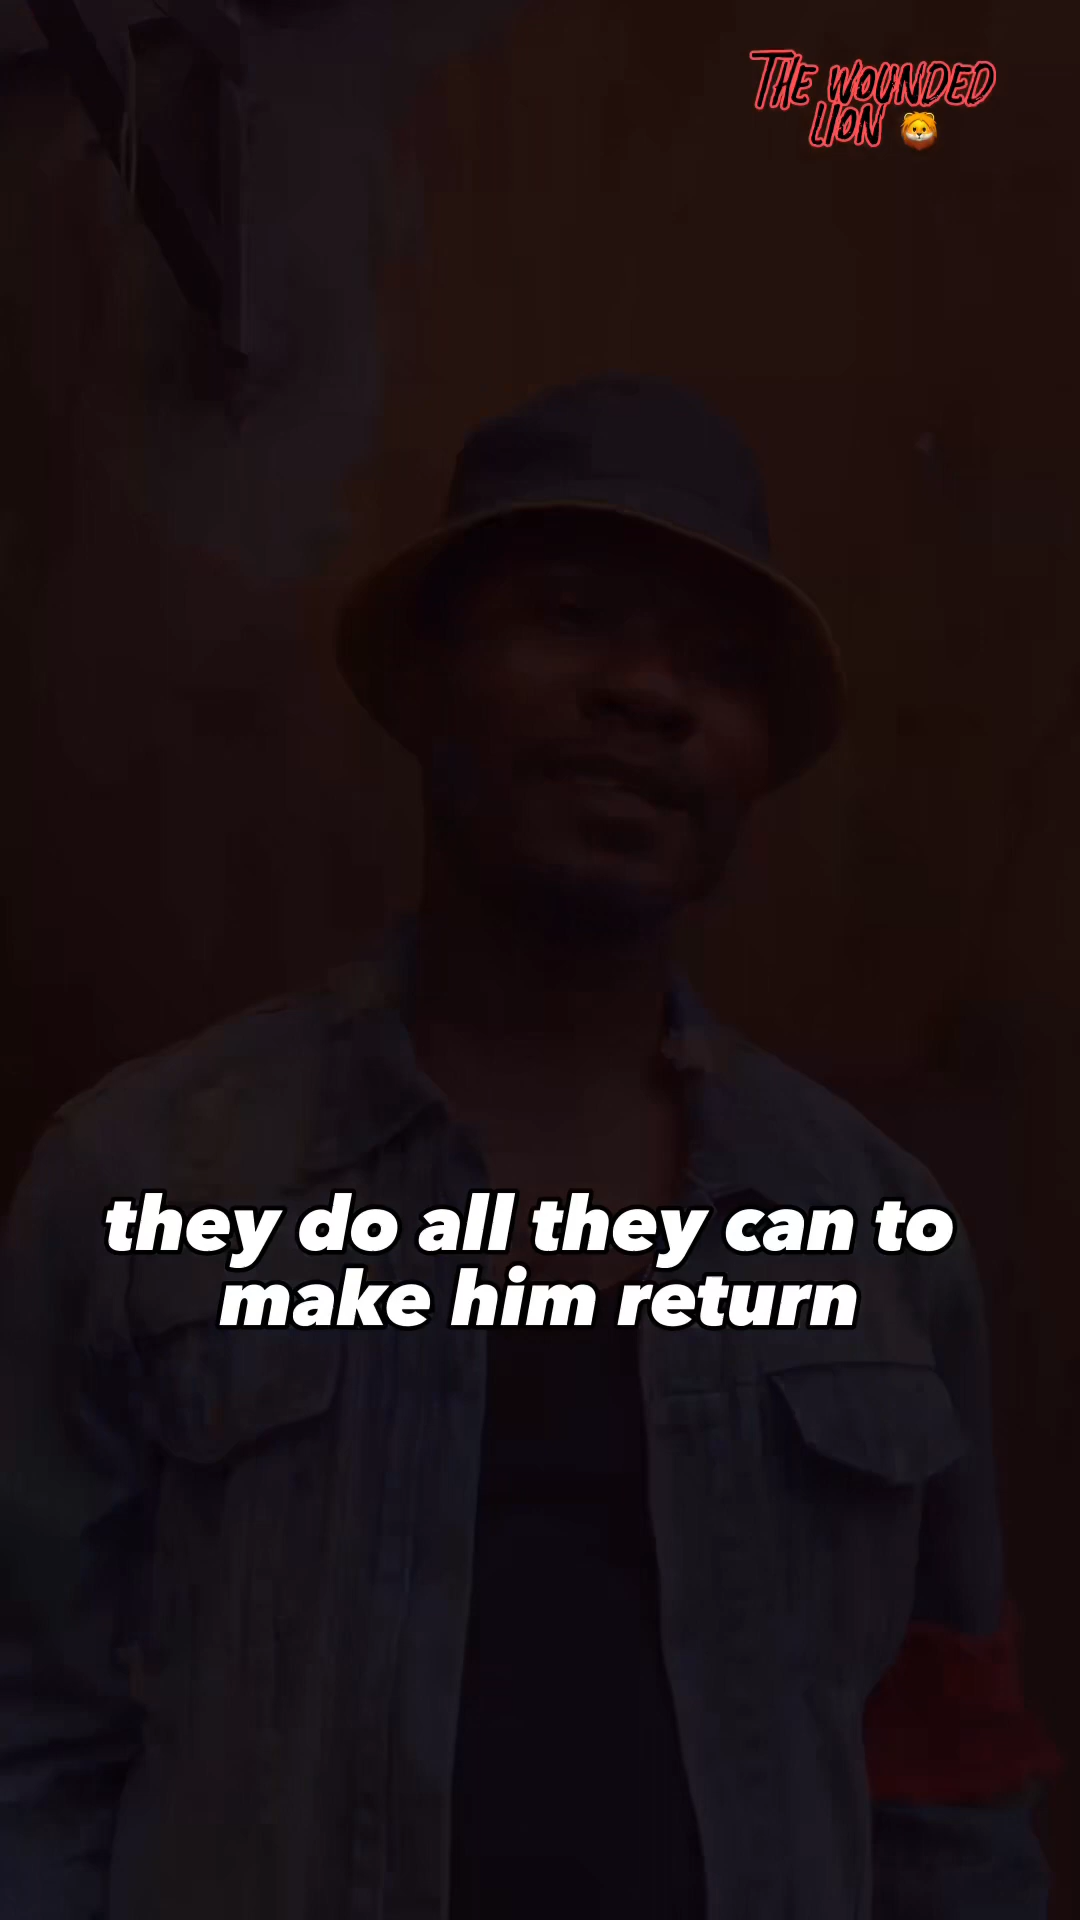 THE WOUNDED
LION 🦁
they do all they can to
make him return